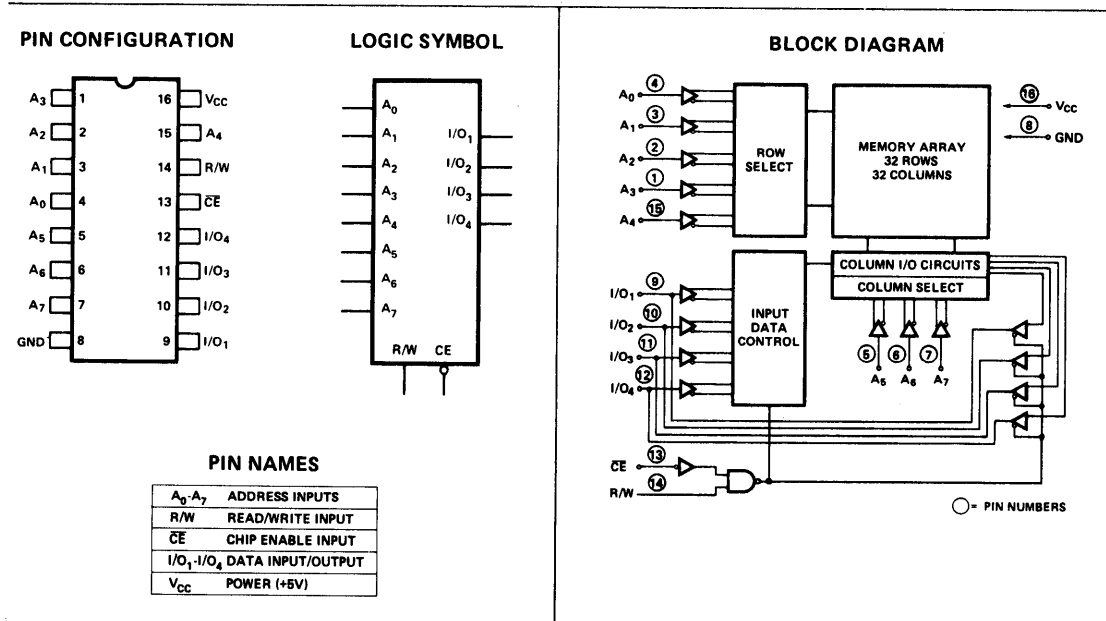 PIN CONFIGURATION
A3 1 16 VCC
A2 2 15 A4
A1 3 14 R/W
A0 4 13 C̅E̅
A5 5 12 I/O4
A6 6 11 I/O3
A7 7 10 I/O2
GND 8 9 I/O1
LOGIC SYMBOL
A0
A1 I/O1
A2 I/O2
A3 I/O3
A4 I/O4
A5
A6
A7
R/W CE
PIN NAMES
A0-A7 ADDRESS INPUTS
R/W READ/WRITE INPUT
C̅E̅ CHIP ENABLE INPUT
I/O1-I/O4 DATA INPUT/OUTPUT
VCC POWER (+5V)
BLOCK DIAGRAM
A0 4
A1 3
A2 2
A3 1
A4 15
ROW
SELECT
MEMORY ARRAY
32 ROWS
32 COLUMNS
16 VCC
8 GND
I/O1 9
I/O2 10
I/O3 11
I/O4 12
INPUT
DATA
CONTROL
COLUMN I/O CIRCUITS
COLUMN SELECT
5 6 7
A5 A6 A7
C̅E̅ 13
R/W 14
= PIN NUMBERS